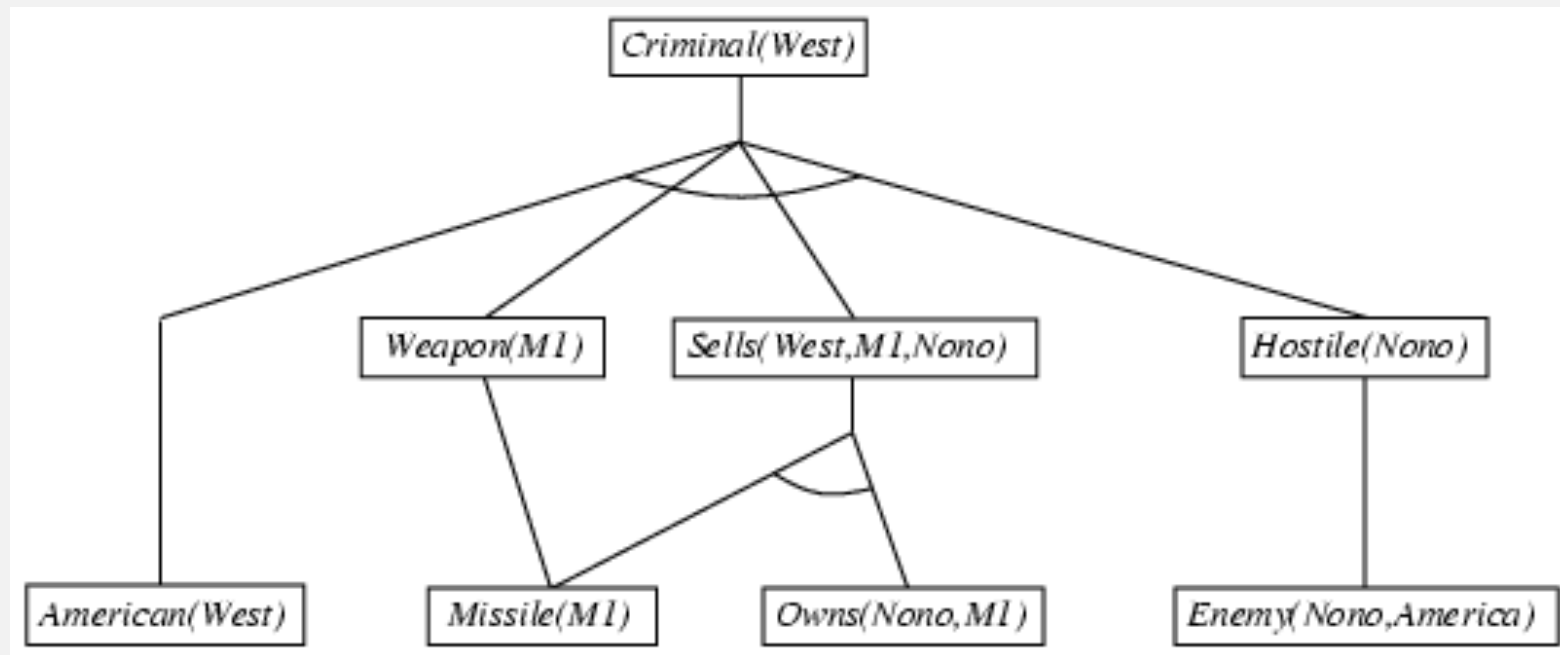 Criminal(West)
Weapon(M1)
Sells(West,M1,Nono)
Hostile(Nono)
American(West)
Missile(M1)
Owns(Nono,M1)
Enemy(Nono,America)